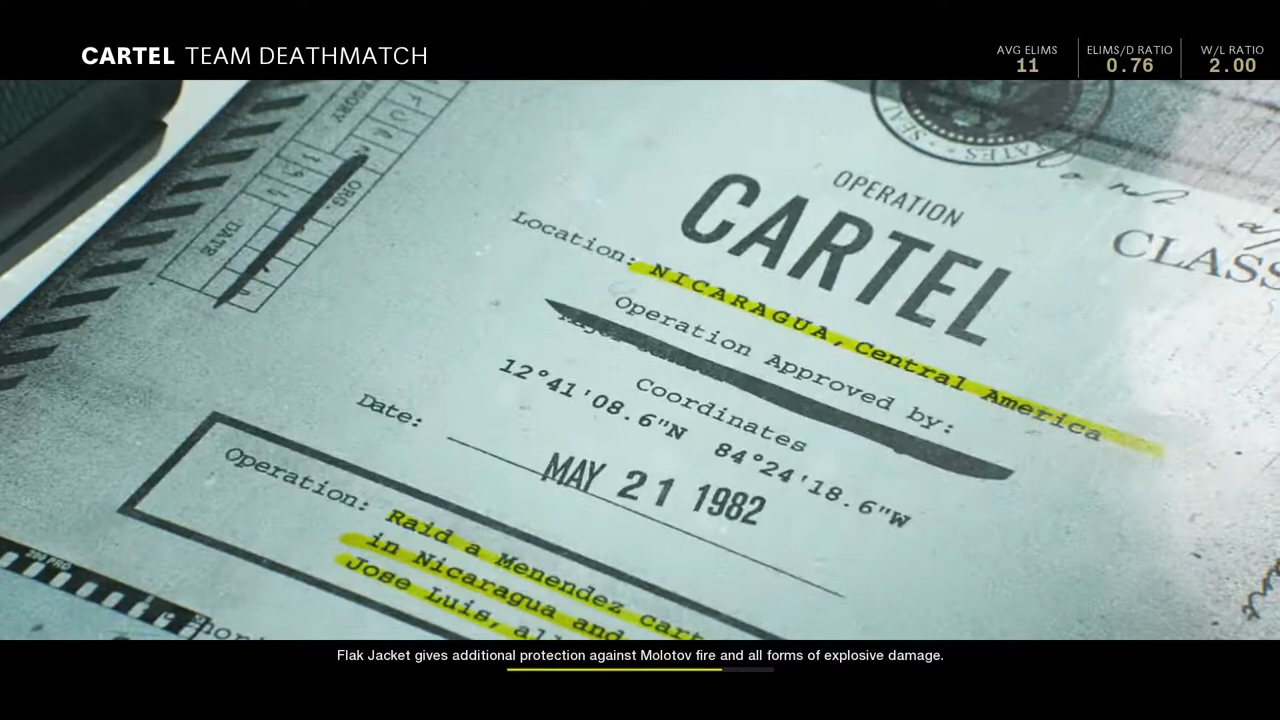 CARTEL TEAM DEATHMATCH
AVG ELIMS
11
ELIMS/D RATIO
0.76
W/L RATIO
2.00
OPERATION
CARTEL
CLASS
Location: NICARAGUA, Central America
Operation Approved by:
Coordinates
12°41'08.6"N 84°24'18.6"W
Date:
MAY 21 1982
Operation: Raid a Menendez cart
in Nicaragua and
Jose Luis, al
ORG.
DATE
Flak Jacket gives additional protection against Molotov fire and all forms of explosive damage.